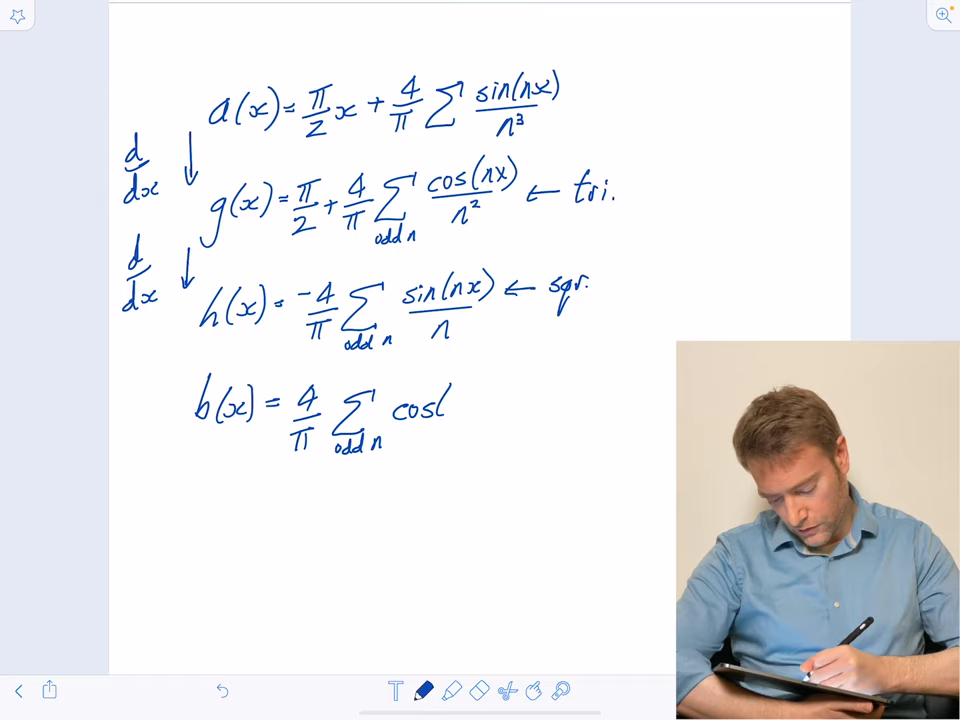 a(x) = π/2 x + 4/π ∑ sin(nx)/n³
d/dx ↓
g(x) = π/2 + 4/π ∑ odd n cos(nx)/n² ← tri.
d/dx ↓
h(x) = -4/π ∑ odd n sin(nx)/n ← sqr.
b(x) = 4/π ∑ odd n cos(
T